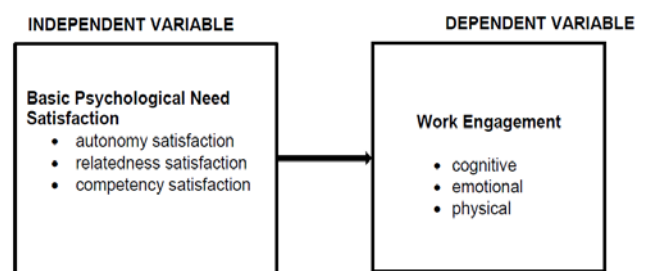 INDEPENDENT VARIABLE
Basic Psychological Need
Satisfaction
• autonomy satisfaction
• relatedness satisfaction
• competency satisfaction
DEPENDENT VARIABLE
Work Engagement
• cognitive
• emotional
• physical